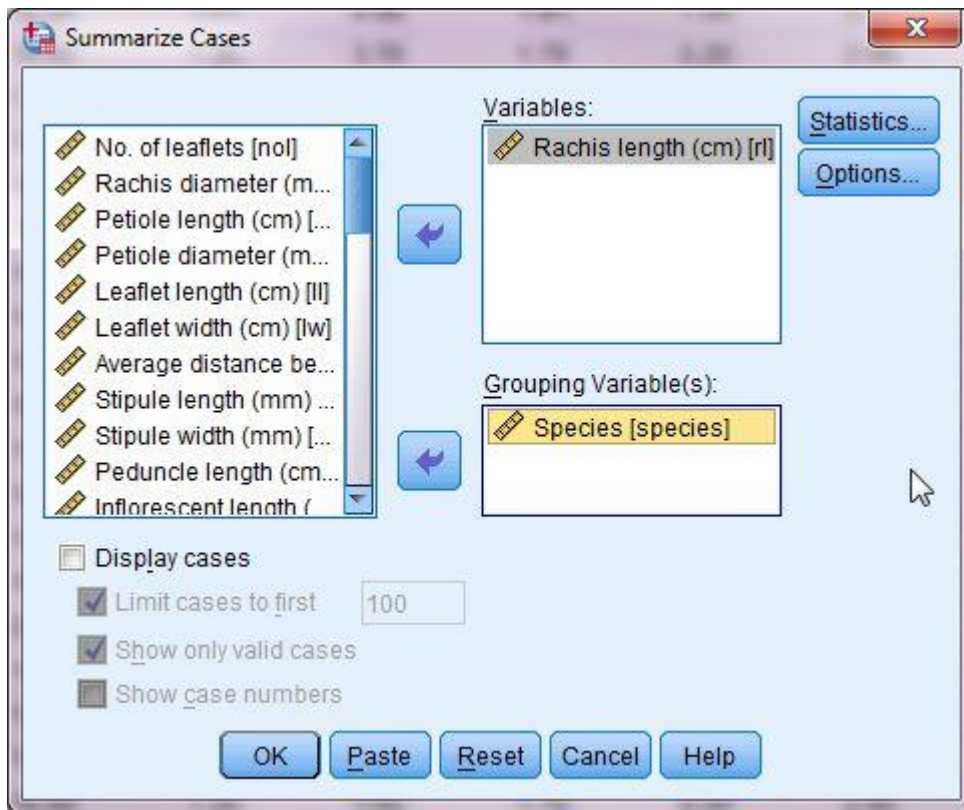 Summarize Cases
No. of leaflets [nol]
Rachis diameter (m...
Petiole length (cm) [...
Petiole diameter (m...
Leaflet length (cm) [ll]
Leaflet width (cm) [lw]
Average distance be...
Stipule length (mm) ...
Stipule width (mm) [...
Peduncle length (cm...
Inflorescent length (
Variables:
Rachis length (cm) [rl]
Grouping Variable(s):
Species [species]
Statistics...
Options...
Display cases
Limit cases to first 100
Show only valid cases
Show case numbers
OK Paste Reset Cancel Help